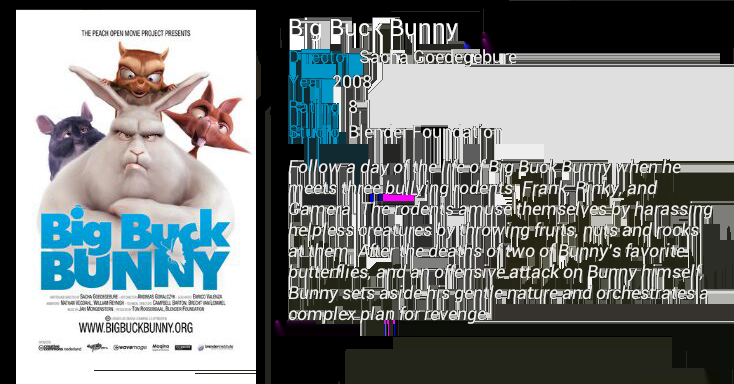 THE PEACH OPEN MOVIE PROJECT PRESENTS
Big Buck
BUNNY
WWW.BIGBUCKBUNNY.ORG
Big Buck Bunny
Director Sacha Goedegebure
Year 2008
Rating 8
Studio Blender Foundation
Follow a day of the life of Big Buck Bunny when he
meets three bullying rodents: Frank, Rinky, and
Gamera. The rodents amuse themselves by harassing
helpless creatures by throwing fruits, nuts and rocks
at them. After the deaths of two of Bunny's favorite
butterflies, and an offensive attack on Bunny himself,
Bunny sets aside his gentle nature and orchestrates a
complex plan for revenge.